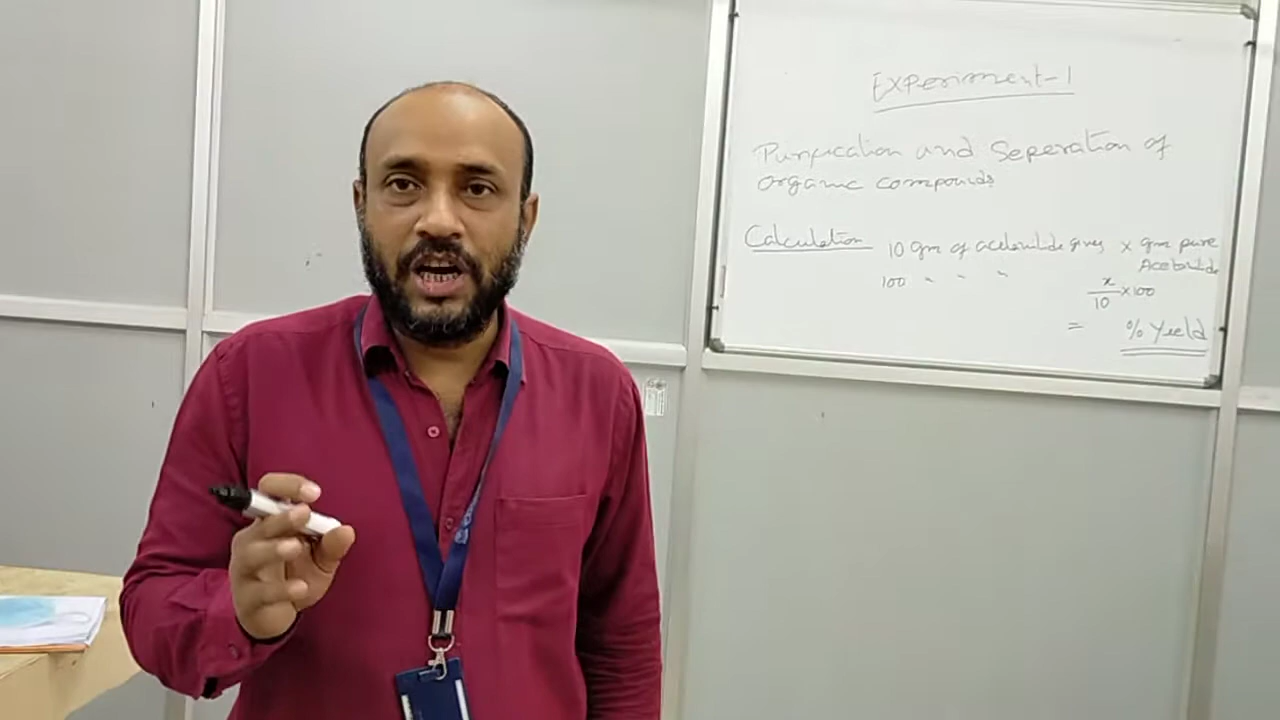 Experiment-1
Purification and Seperation of
organic compounds
Calculation 10 gm of acetanilide gives x gm pure
Acetanilide
100 " " "
x/10 ×100
= % Yield